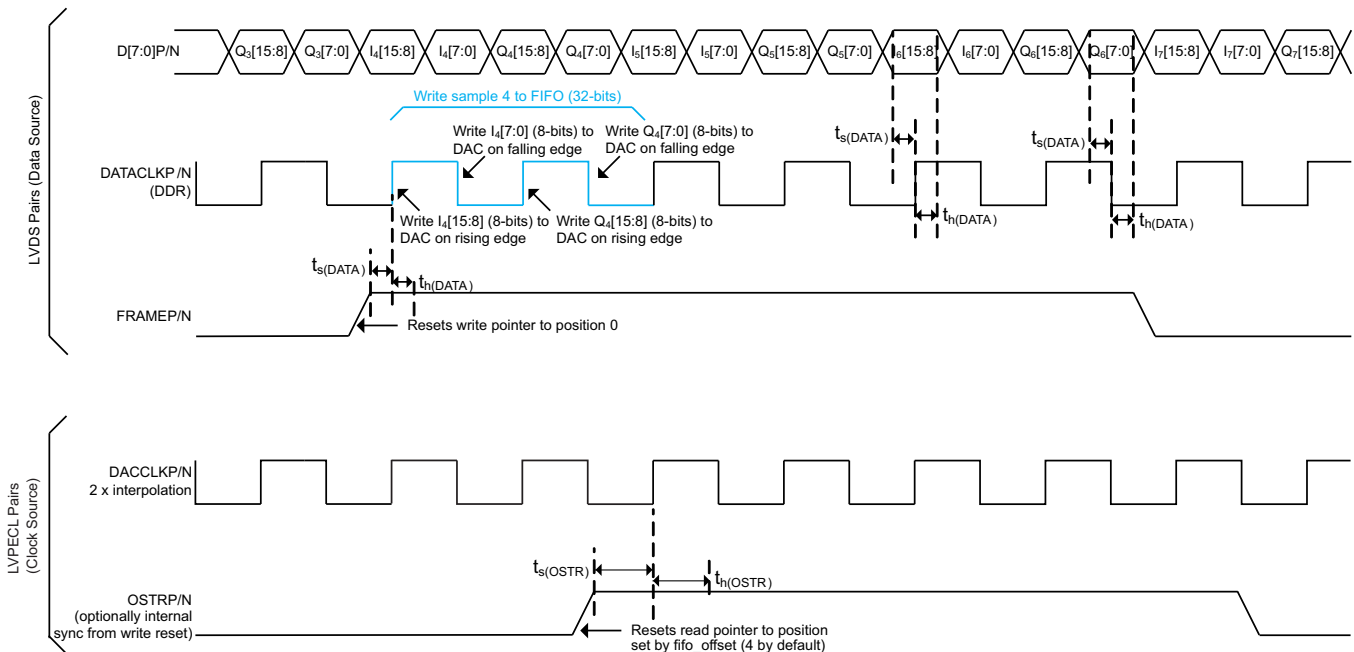 LVDS Pairs (Data Source)
D[7:0]P/N
Q₃[15:8] Q₃[7:0] I₄[15:8] I₄[7:0] Q₄[15:8] Q₄[7:0] I₅[15:8] I₅[7:0] Q₅[15:8] Q₅[7:0] I₆[15:8] I₆[7:0] Q₆[15:8] Q₆[7:0] I₇[15:8] I₇[7:0] Q₇[15:8]
Write sample 4 to FIFO (32-bits)
Write I₄[7:0] (8-bits) to
DAC on falling edge
Write Q₄[7:0] (8-bits) to
DAC on falling edge
ts(DATA)
ts(DATA)
DATACLKP/N
(DDR)
Write I₄[15:8] (8-bits) to
DAC on rising edge
Write Q₄[15:8] (8-bits) to
DAC on rising edge
th(DATA)
th(DATA)
ts(DATA)
th(DATA)
FRAMEP/N
Resets write pointer to position 0
LVPECL Pairs
(Clock Source)
DACCLKP/N
2 x interpolation
ts(OSTR)
th(OSTR)
OSTRP/N
(optionally internal
sync from write reset)
Resets read pointer to position
set by fifo_offset (4 by default)